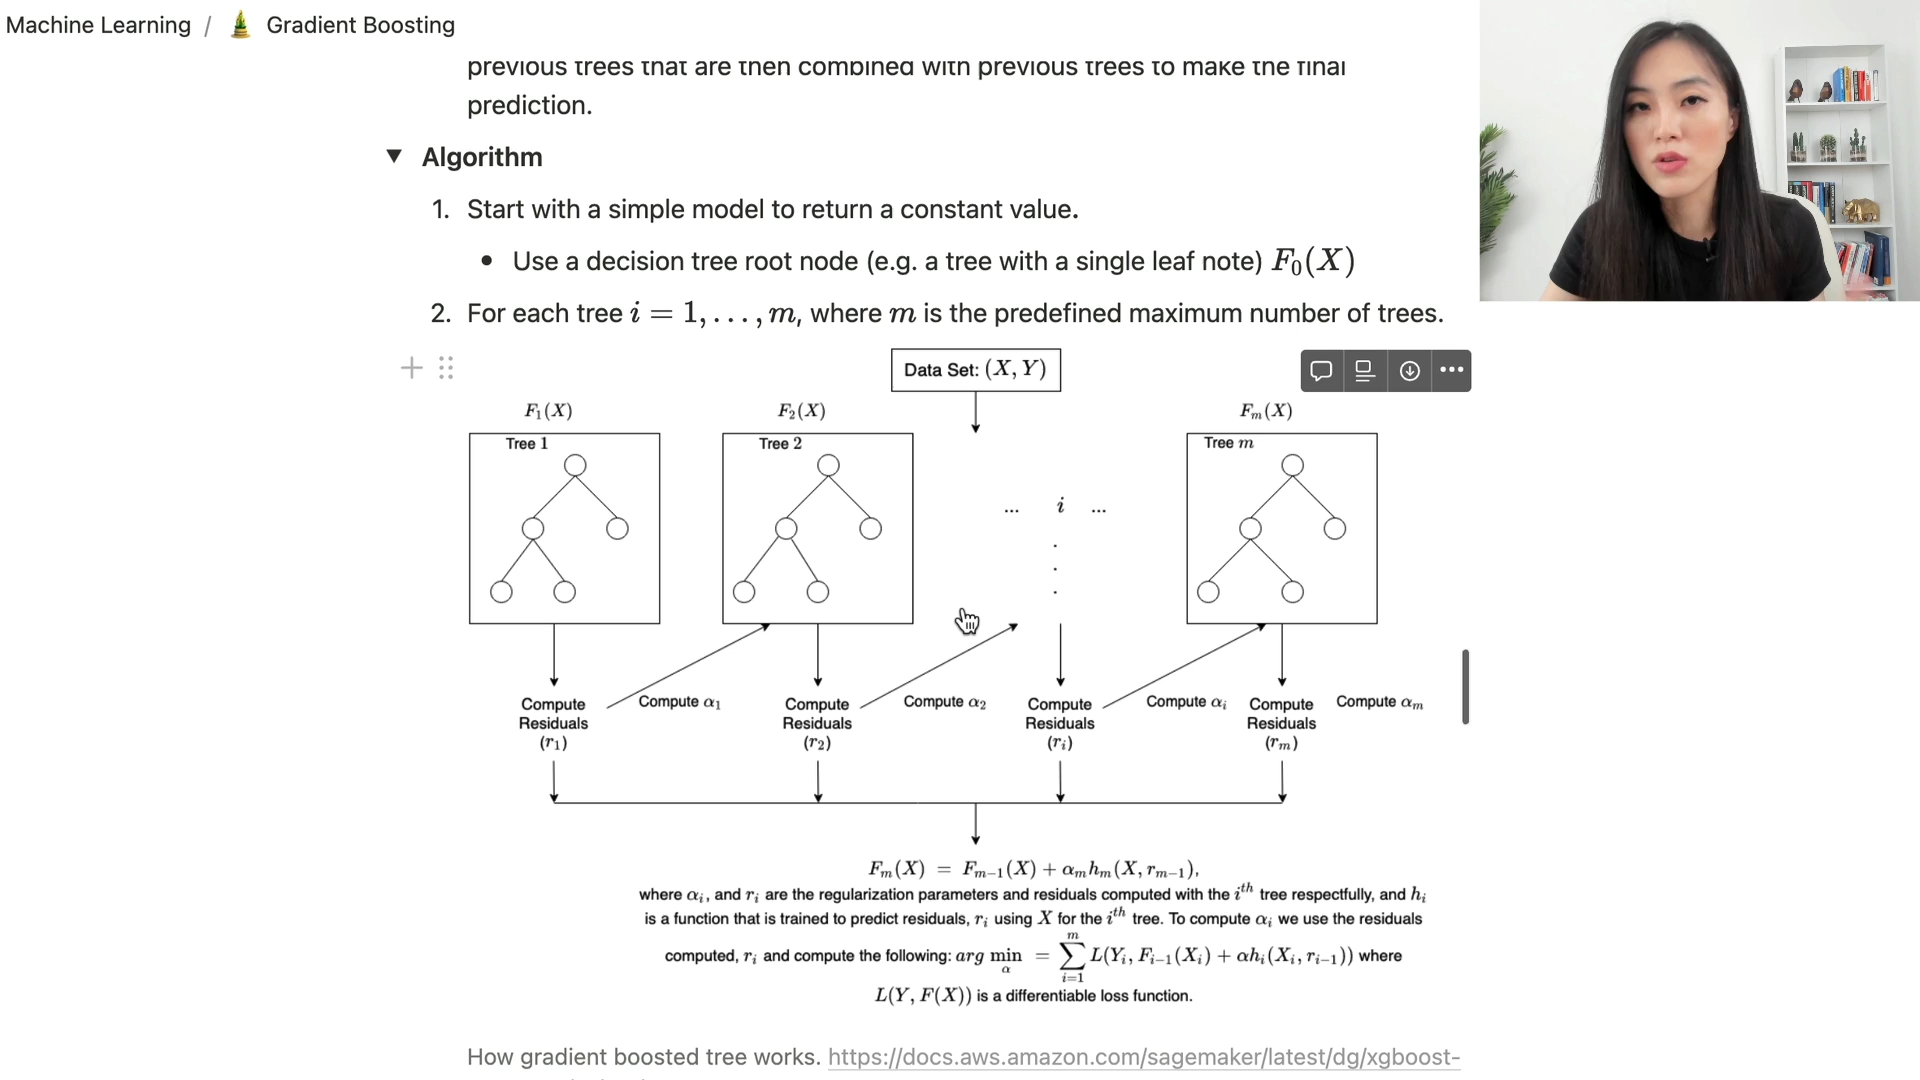 Machine Learning / Gradient Boosting
previous trees that are then combined with previous trees to make the final
prediction.
Algorithm
1. Start with a simple model to return a constant value.
• Use a decision tree root node (e.g. a tree with a single leaf note) F₀(X)
2. For each tree i = 1, . . . , m, where m is the predefined maximum number of trees.
Data Set: (X, Y)
F₁(X) F₂(X) Fₘ(X)
Tree 1 Tree 2 Tree m
... i ...
Compute Residuals (r₁)
Compute α₁
Compute Residuals (r₂)
Compute α₂
Compute Residuals (rᵢ)
Compute αᵢ
Compute Residuals (rₘ)
Compute αₘ
Fₘ(X) = Fₘ₋₁(X) + αₘhₘ(X, rₘ₋₁),
where αᵢ, and rᵢ are the regularization parameters and residuals computed with the iᵗʰ tree respectfully, and hᵢ
is a function that is trained to predict residuals, rᵢ using X for the iᵗʰ tree. To compute αᵢ we use the residuals
computed, rᵢ and compute the following: arg min_α = ∑_{i=1}^{m} L(Yᵢ, Fᵢ₋₁(Xᵢ) + αhᵢ(Xᵢ, rᵢ₋₁)) where
L(Y, F(X)) is a differentiable loss function.
How gradient boosted tree works. https://docs.aws.amazon.com/sagemaker/latest/dg/xgboost-